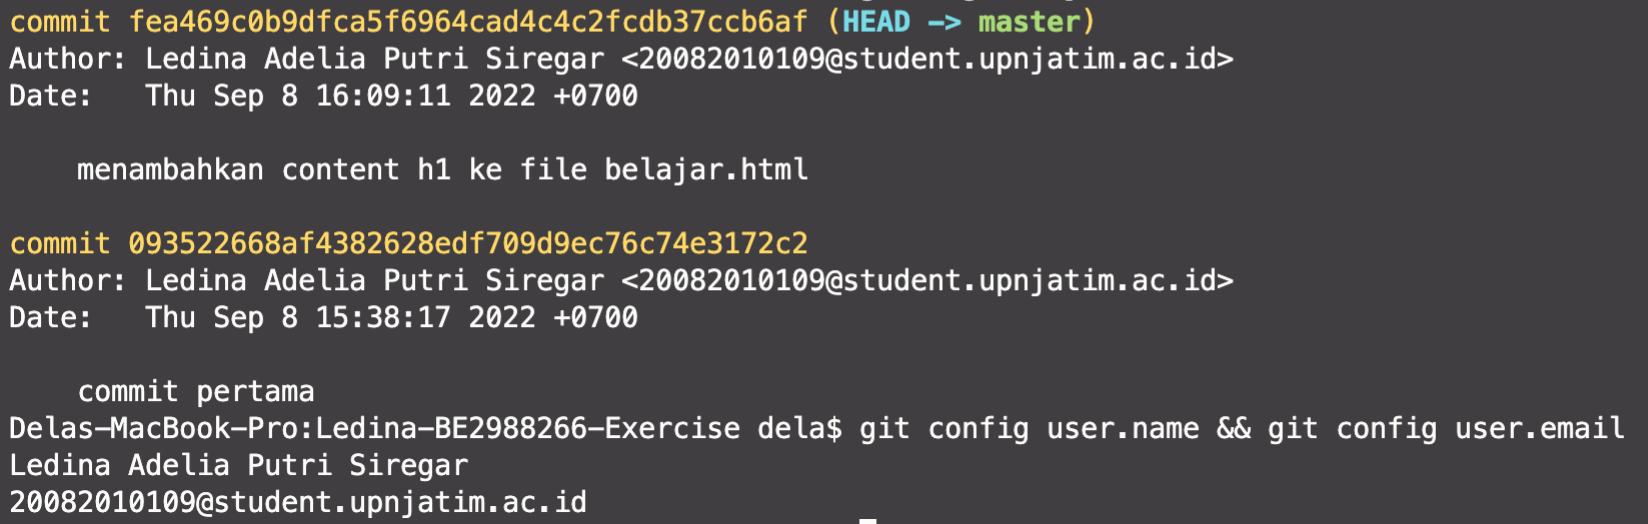 commit fea469c0b9dfca5f6964cad4c4c2fcdb37ccb6af (HEAD -> master)
Author: Ledina Adelia Putri Siregar <20082010109@student.upnjatim.ac.id>
Date:   Thu Sep 8 16:09:11 2022 +0700
    menambahkan content h1 ke file belajar.html
commit 093522668af4382628edf709d9ec76c74e3172c2
Author: Ledina Adelia Putri Siregar <20082010109@student.upnjatim.ac.id>
Date:   Thu Sep 8 15:38:17 2022 +0700
    commit pertama
Delas-MacBook-Pro:Ledina-BE2988266-Exercise dela$ git config user.name && git config user.email
Ledina Adelia Putri Siregar
20082010109@student.upnjatim.ac.id